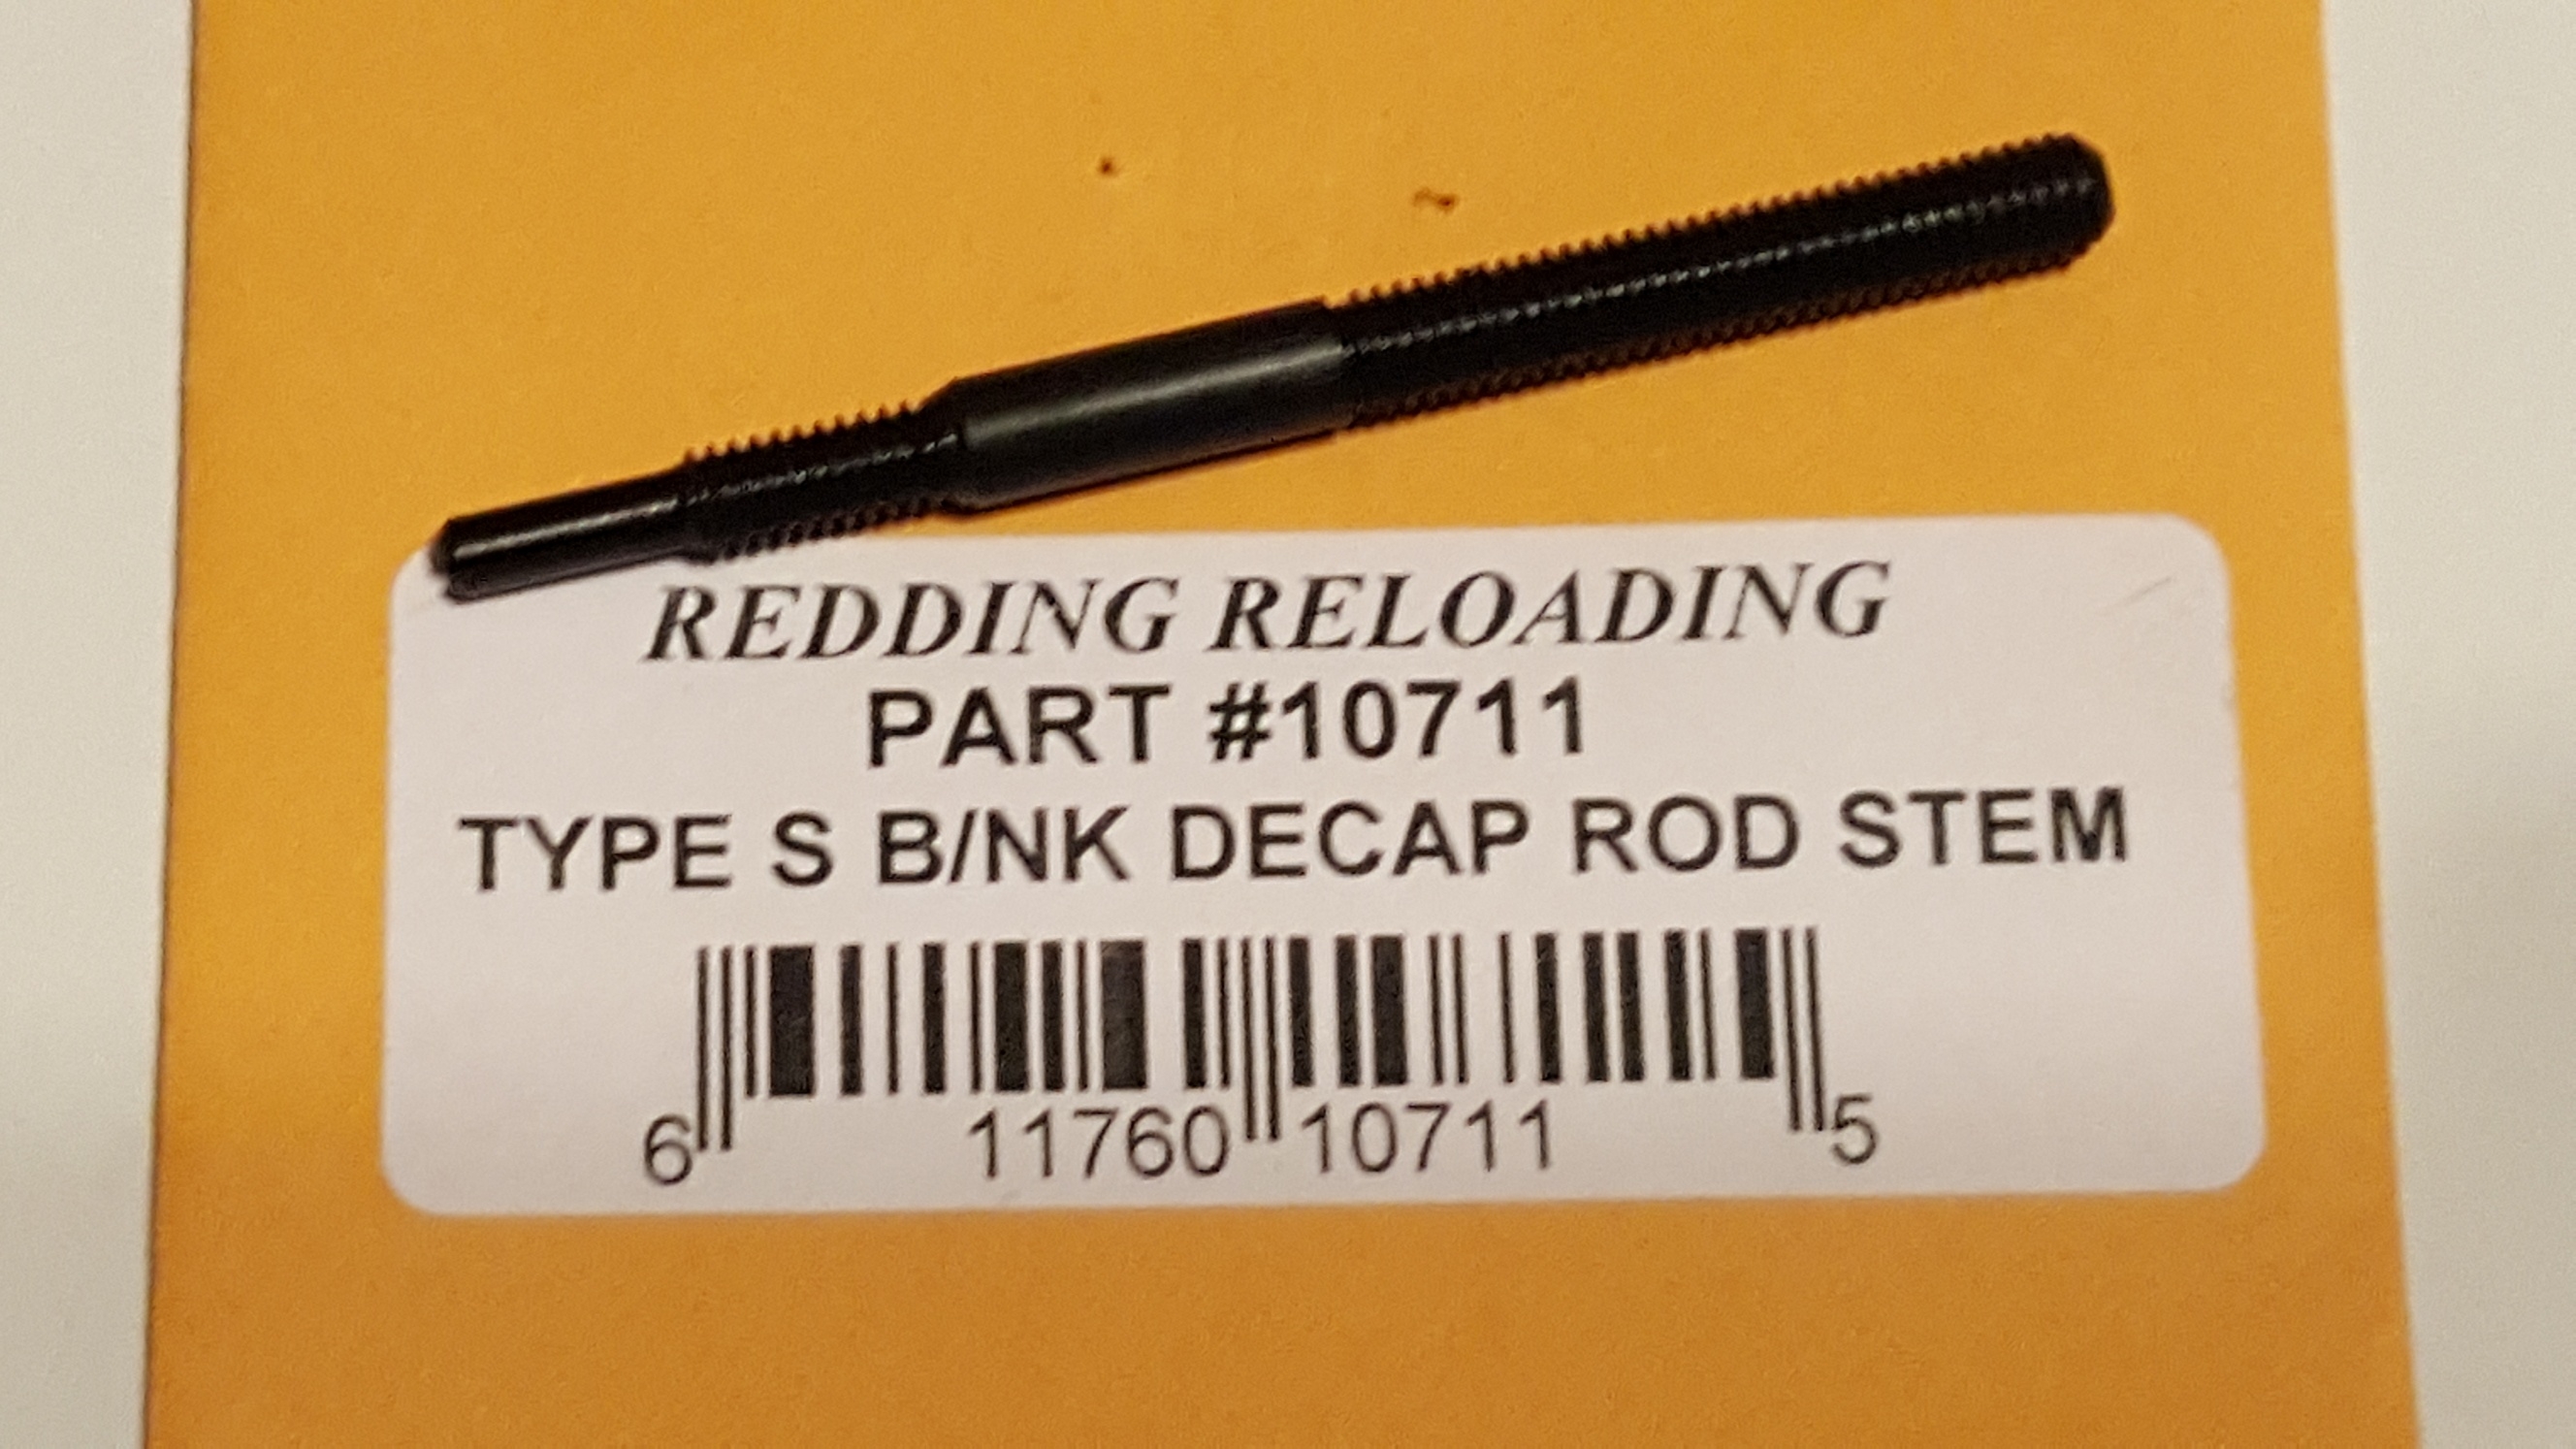 REDDING RELOADING
PART #10711
TYPE S B/NK DECAP ROD STEM
6 11760 10711 5